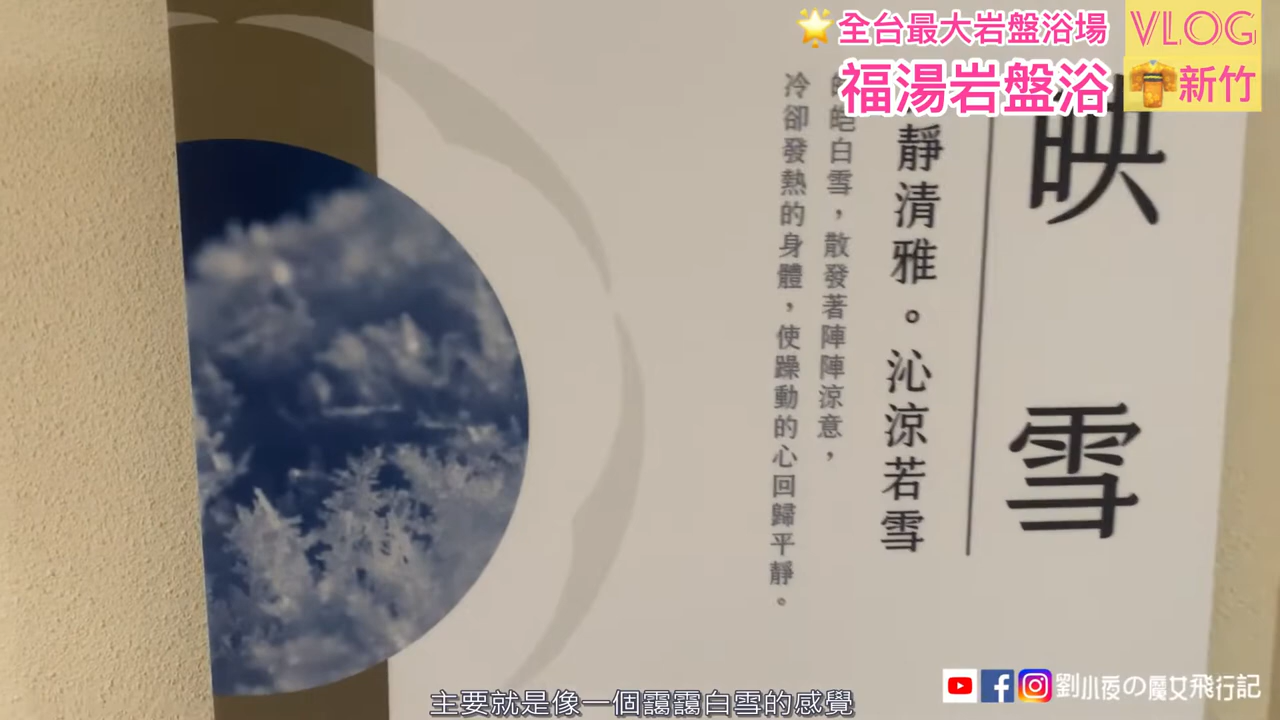 🌟全台最大岩盤浴場
福湯岩盤浴
VLOG
👘新竹
映雪
靜清雅。沁涼若雪
皚白雪,散發著陣陣涼意,
冷卻發熱的身體,使躁動的心回歸平靜。
主要就是像一個靄靄白雪的感覺
劉小夜の魔女飛行記